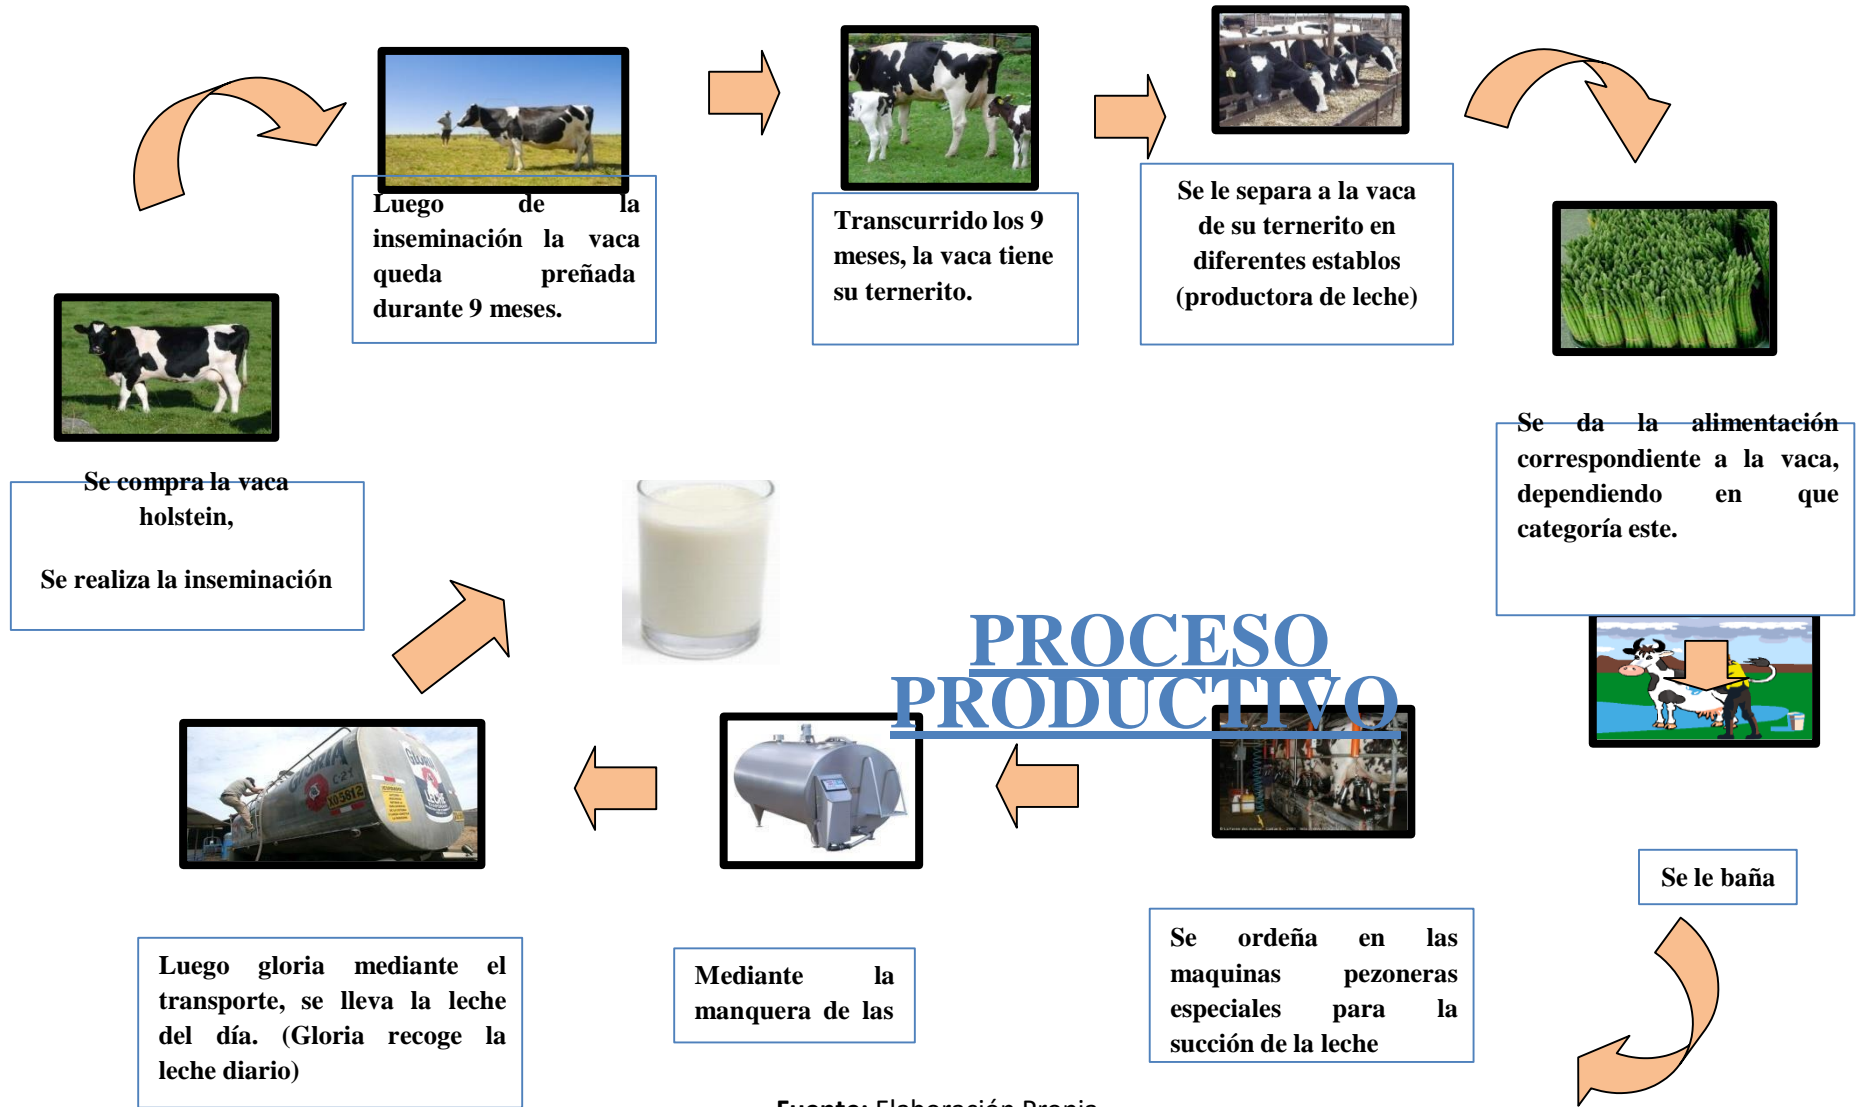 Se compra la vaca
holstein,
Se realiza la inseminación
Luego de la
inseminación la vaca
queda preñada
durante 9 meses.
Transcurrido los 9
meses, la vaca tiene
su ternerito.
Se le separa a la vaca
de su ternerito en
diferentes establos
(productora de leche)
Se da la alimentación
correspondiente a la vaca,
dependiendo en que
categoría este.
Se le baña
PROCESO
PRODUCTIVO
Se ordeña en las
maquinas pezoneras
especiales para la
succión de la leche
Mediante la
manquera de las
GLORIA
C-21
XO5812
GLORIA
LECHE
Luego gloria mediante el
transporte, se lleva la leche
del día. (Gloria recoge la
leche diario)
Fuente: Elaboración Propia